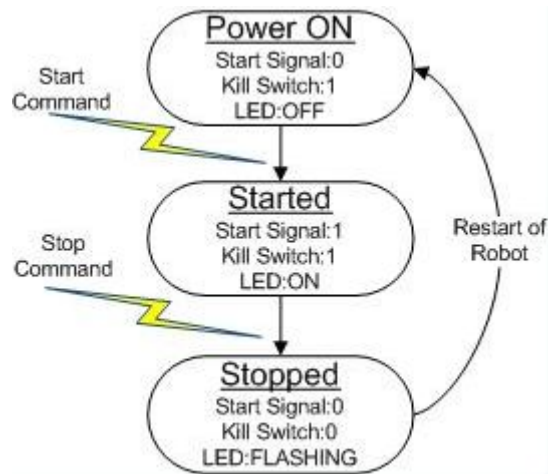 Power ON
Start Signal:0
Kill Switch:1
LED:OFF
Start
Command
Started
Start Signal:1
Kill Switch:1
LED:ON
Stop
Command
Restart of
Robot
Stopped
Start Signal:0
Kill Switch:0
LED:FLASHING